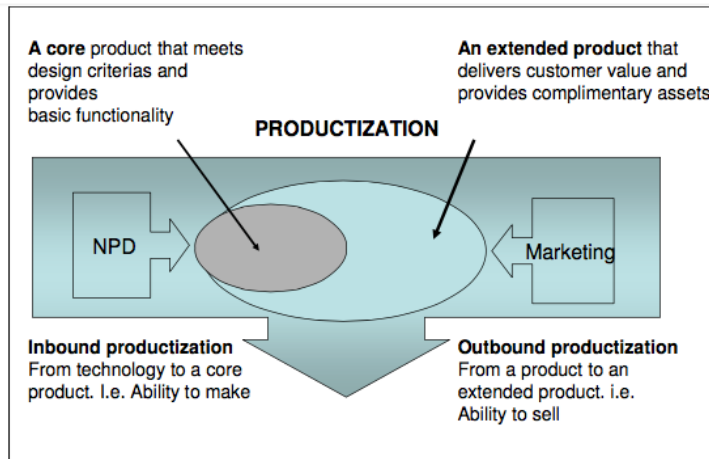 A core product that meets
design criterias and
provides
basic functionality
An extended product that
delivers customer value and
provides complimentary assets
PRODUCTIZATION
NPD
Marketing
Inbound productization
From technology to a core
product. I.e. Ability to make
Outbound productization
From a product to an
extended product. i.e.
Ability to sell